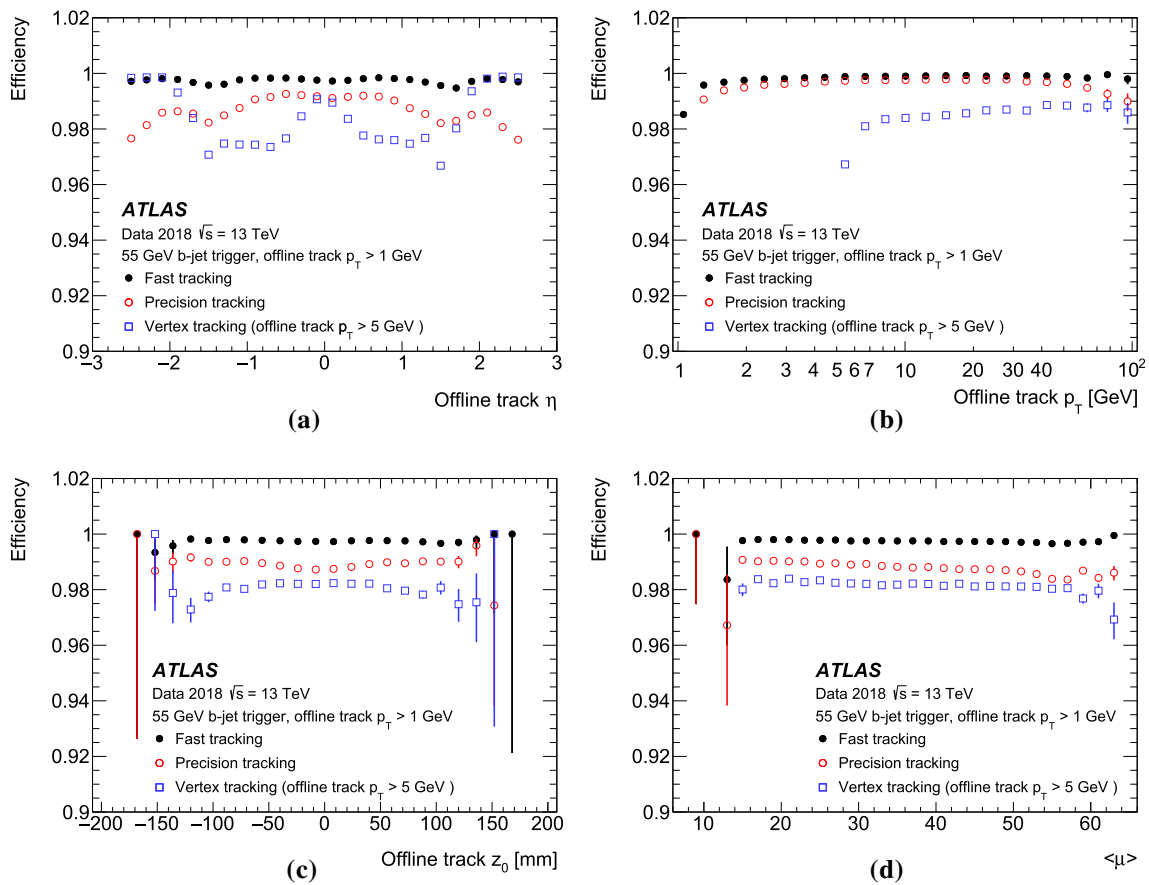 Efficiency
1.02
1
0.98
0.96
0.94
0.92
0.9
ATLAS
Data 2018 √s = 13 TeV
55 GeV b-jet trigger, offline track p_T > 1 GeV
Fast tracking
Precision tracking
Vertex tracking (offline track p_T > 5 GeV )
−3 −2 −1 0 1 2 3
Offline track η
(a)
Efficiency
1.02
1
0.98
0.96
0.94
0.92
0.9
ATLAS
Data 2018 √s = 13 TeV
55 GeV b-jet trigger, offline track p_T > 1 GeV
Fast tracking
Precision tracking
Vertex tracking (offline track p_T > 5 GeV )
1 2 3 4 5 6 7 10 20 30 40 10²
Offline track p_T [GeV]
(b)
Efficiency
1.02
1
0.98
0.96
0.94
0.92
0.9
ATLAS
Data 2018 √s = 13 TeV
55 GeV b-jet trigger, offline track p_T > 1 GeV
Fast tracking
Precision tracking
Vertex tracking (offline track p_T > 5 GeV )
−200 −150 −100 −50 0 50 100 150 200
Offline track z_0 [mm]
(c)
Efficiency
1.02
1
0.98
0.96
0.94
0.92
0.9
ATLAS
Data 2018 √s = 13 TeV
55 GeV b-jet trigger, offline track p_T > 1 GeV
Fast tracking
Precision tracking
Vertex tracking (offline track p_T > 5 GeV )
10 20 30 40 50 60
<μ>
(d)